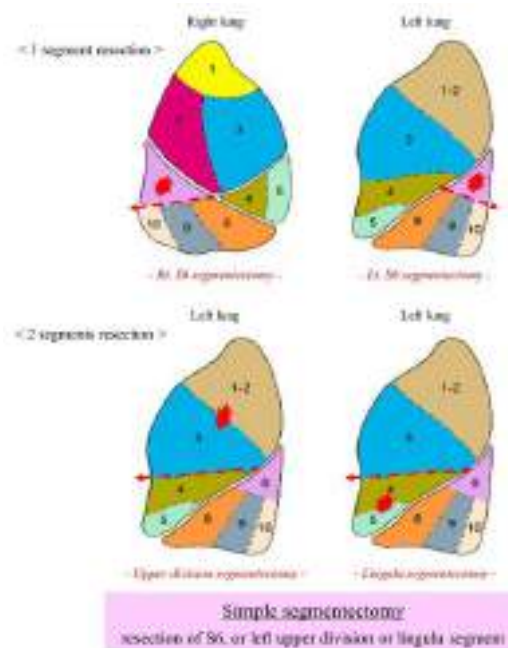 Right lung
Left lung
< 1 segment resection >
1
3
5
10
9
8
1-2
3
4
5
8
9
10
- Rt. S6 segmentectomy -
- Lt. S6 segmentectomy -
Left lung
Left lung
< 2 segments resection >
1-2
3
4
5
6
8
9
10
1-2
3
4
5
6
8
9
10
- Upper division segmentectomy -
- Lingula segmentectomy -
Simple segmentectomy
resection of S6, or left upper division or lingula segment